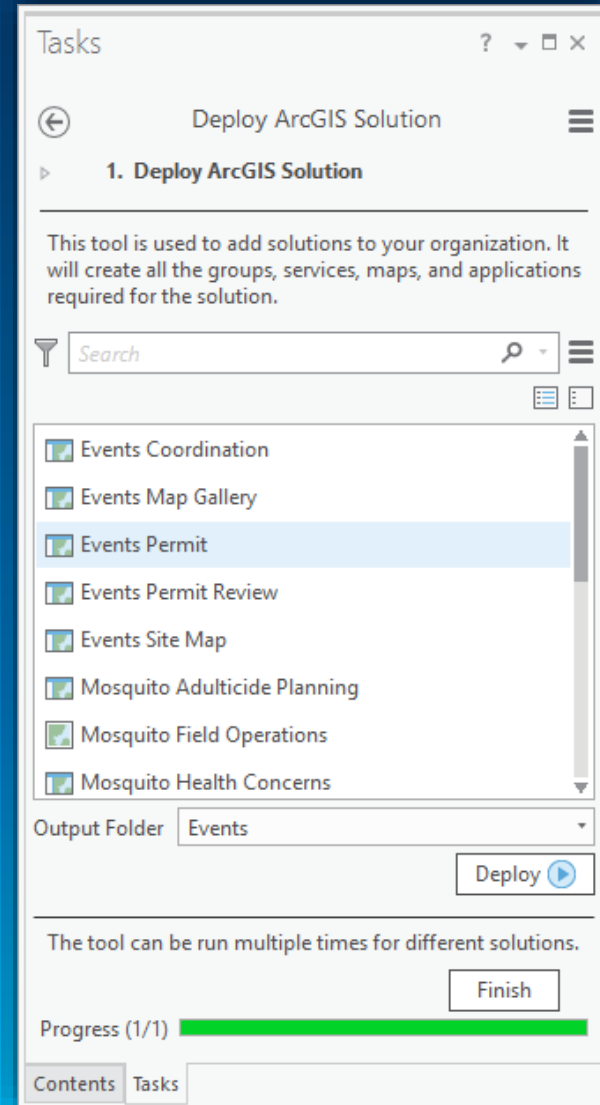 Tasks
?
Deploy ArcGIS Solution
1. Deploy ArcGIS Solution
This tool is used to add solutions to your organization. It
will create all the groups, services, maps, and applications
required for the solution.
Search
Events Coordination
Events Map Gallery
Events Permit
Events Permit Review
Events Site Map
Mosquito Adulticide Planning
Mosquito Field Operations
Mosquito Health Concerns
Output Folder Events
Deploy
The tool can be run multiple times for different solutions.
Finish
Progress (1/1)
Contents Tasks